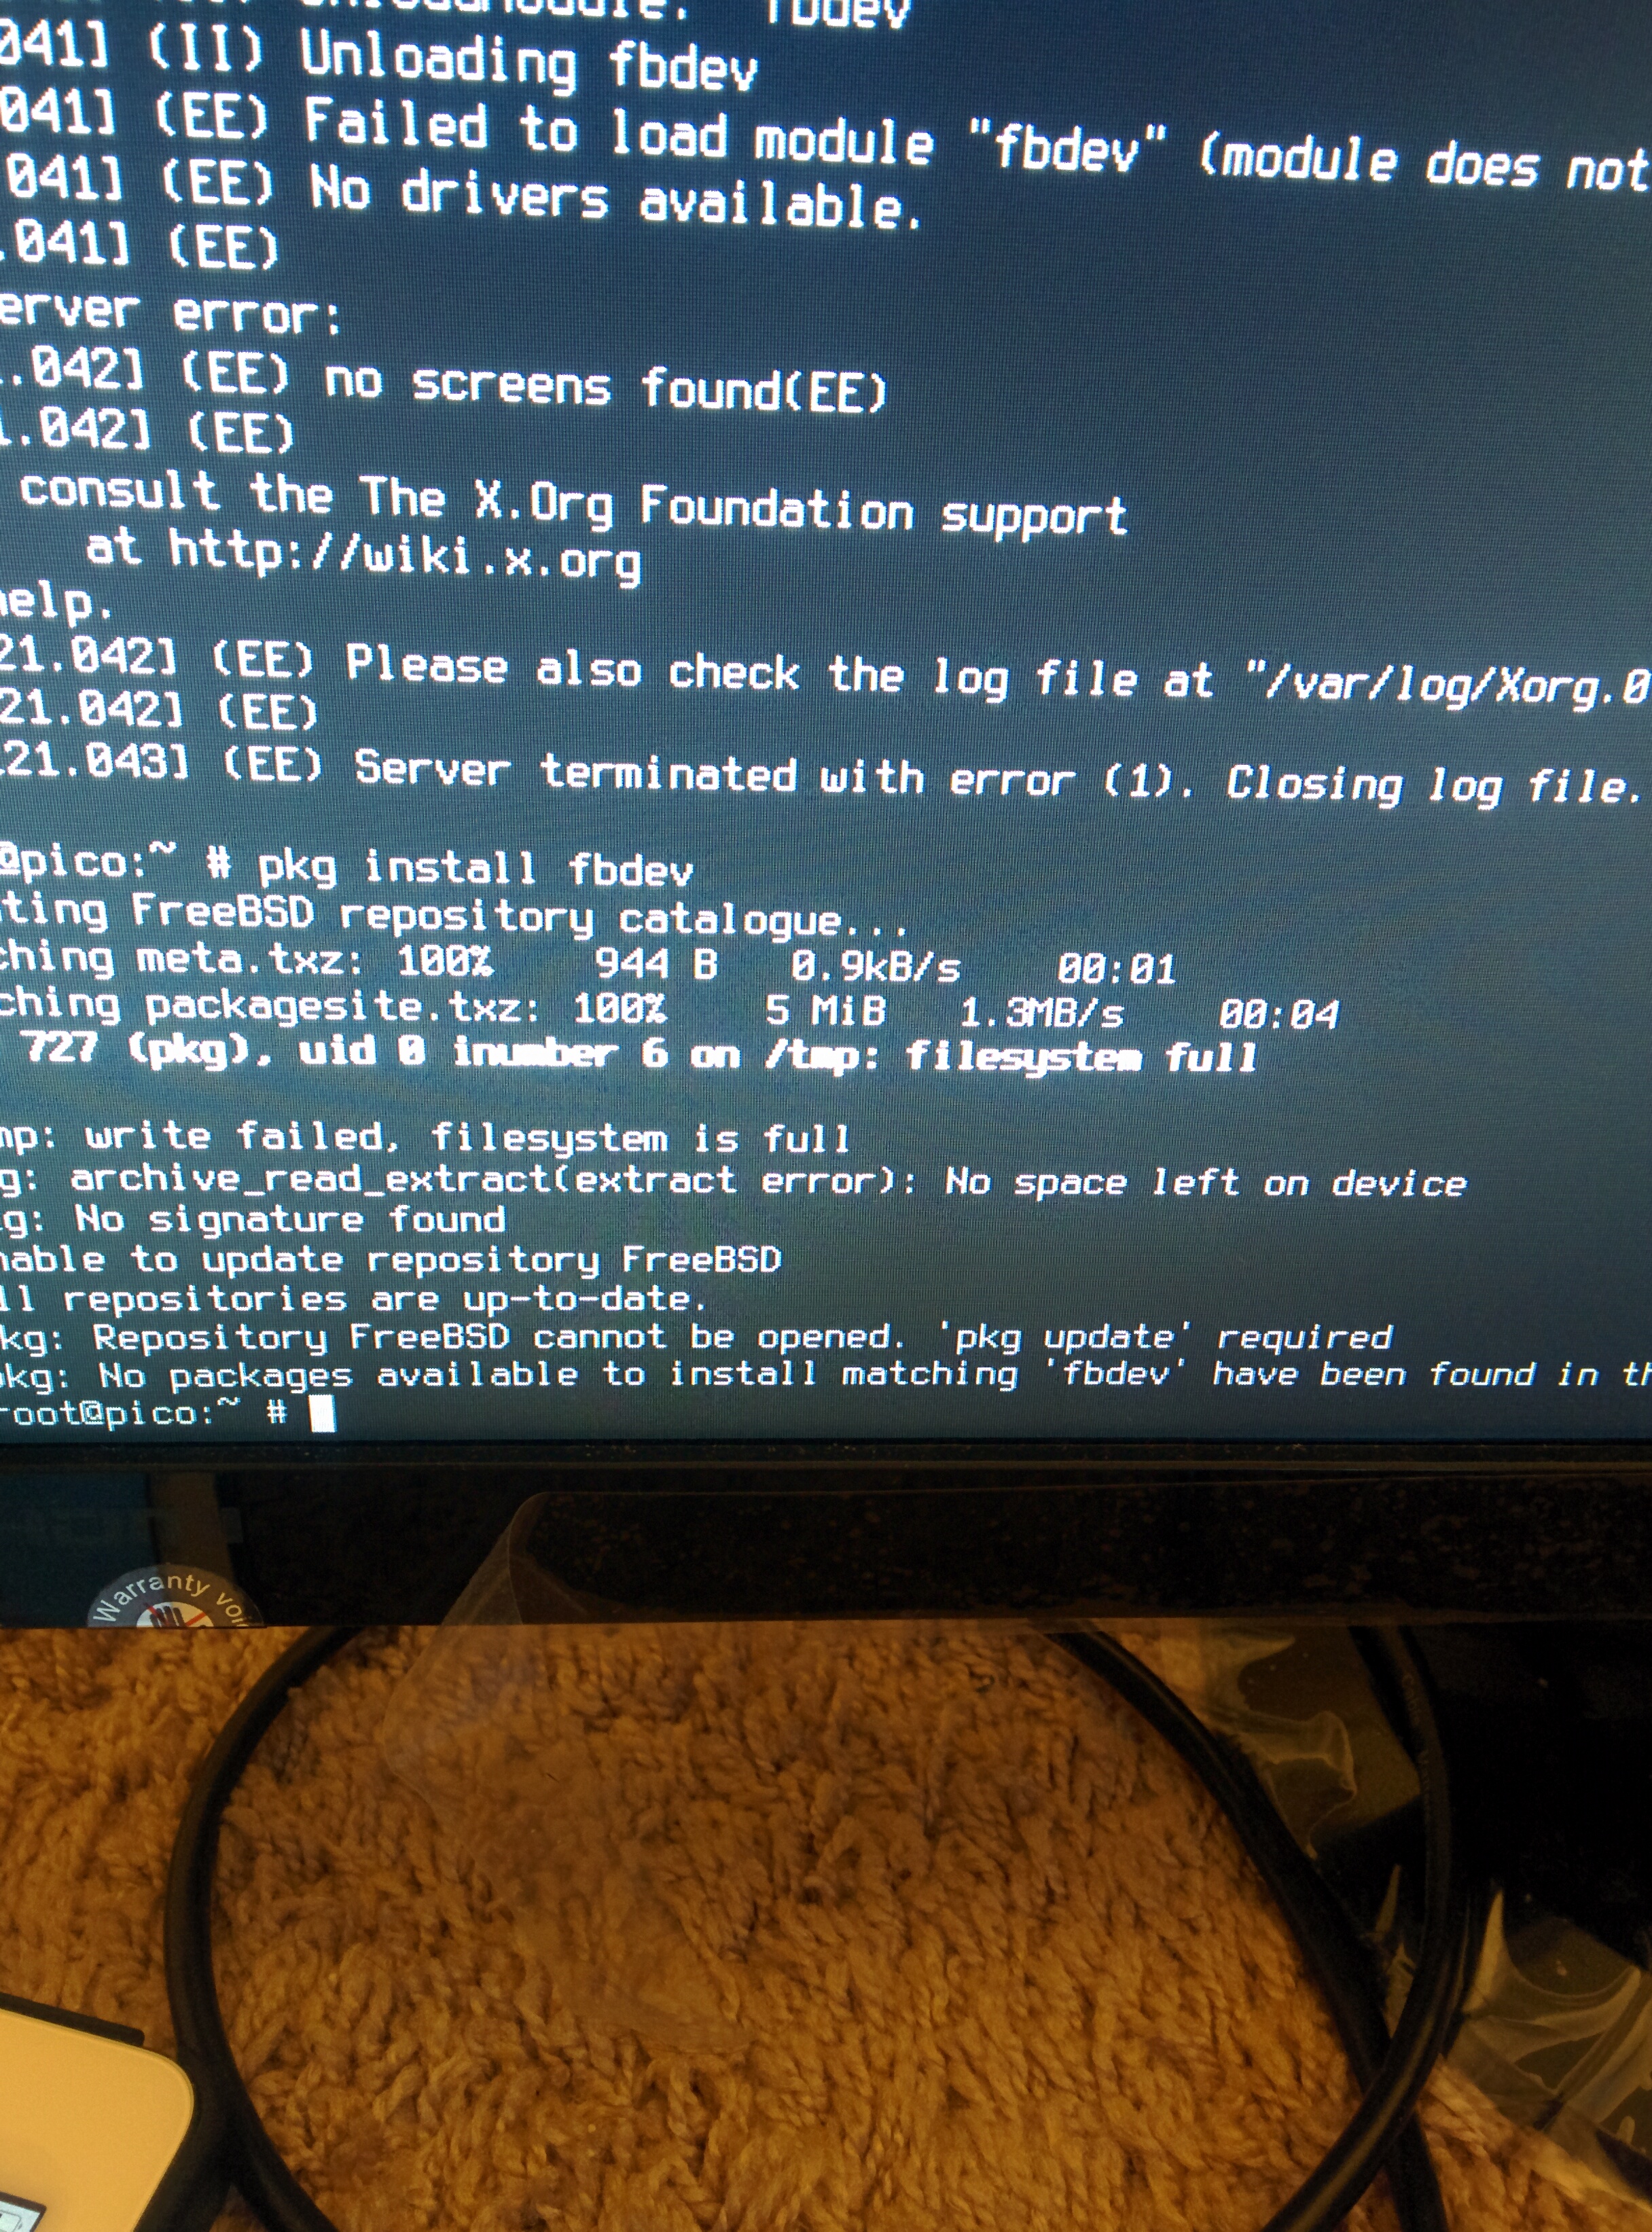 fbdev
041] (II) Unloading fbdev
041] (EE) Failed to load module "fbdev" (module does not
041] (EE) No drivers available.
.041] (EE)
erver error:
.042] (EE) no screens found(EE)
1.042] (EE)
consult the The X.Org Foundation support
at http://wiki.x.org
help.
21.042] (EE) Please also check the log file at "/var/log/Xorg.0
21.042] (EE)
21.043] (EE) Server terminated with error (1). Closing log file.
@pico:~ # pkg install fbdev
ting FreeBSD repository catalogue...
ching meta.txz: 100% 944 B 0.9kB/s 00:01
ching packagesite.txz: 100% 5 MiB 1.3MB/s 00:04
727 (pkg), uid 0 inumber 6 on /tmp: filesystem full
mp: write failed, filesystem is full
g: archive_read_extract(extract error): No space left on device
kg: No signature found
nable to update repository FreeBSD
ll repositories are up-to-date.
kg: Repository FreeBSD cannot be opened. 'pkg update' required
pkg: No packages available to install matching 'fbdev' have been found in th
root@pico:~ #
Warranty voi